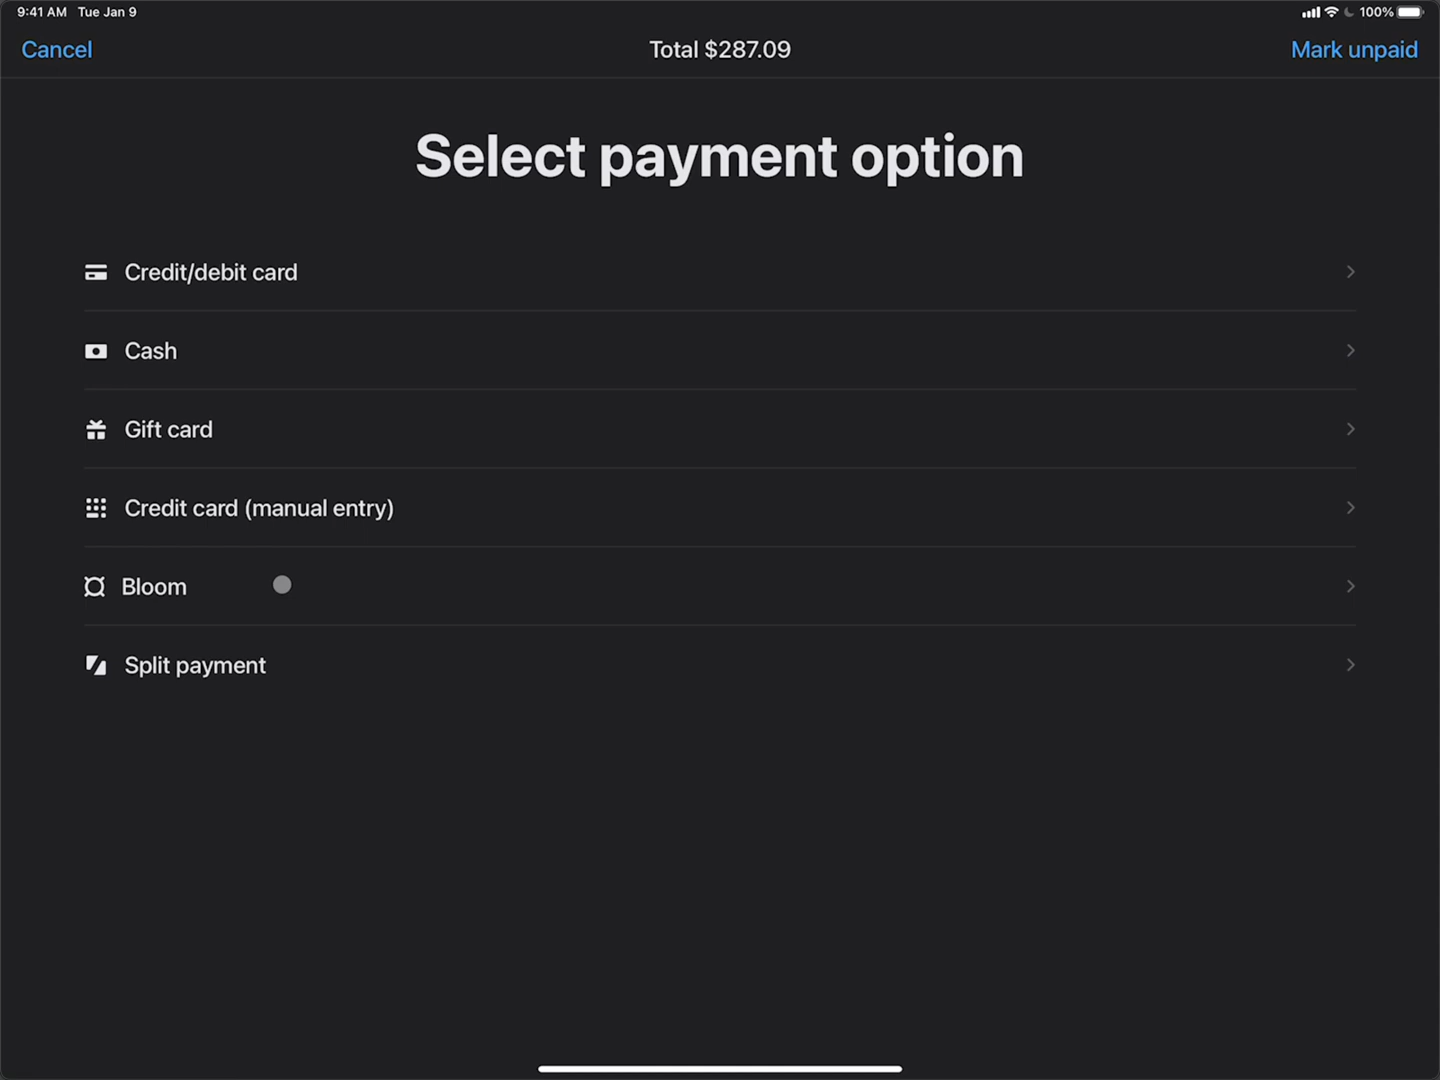 9:41 AM Tue Jan 9
100%
Cancel
Total $287.09
Mark unpaid
Select payment option
Credit/debit card
Cash
Gift card
Credit card (manual entry)
Bloom
Split payment